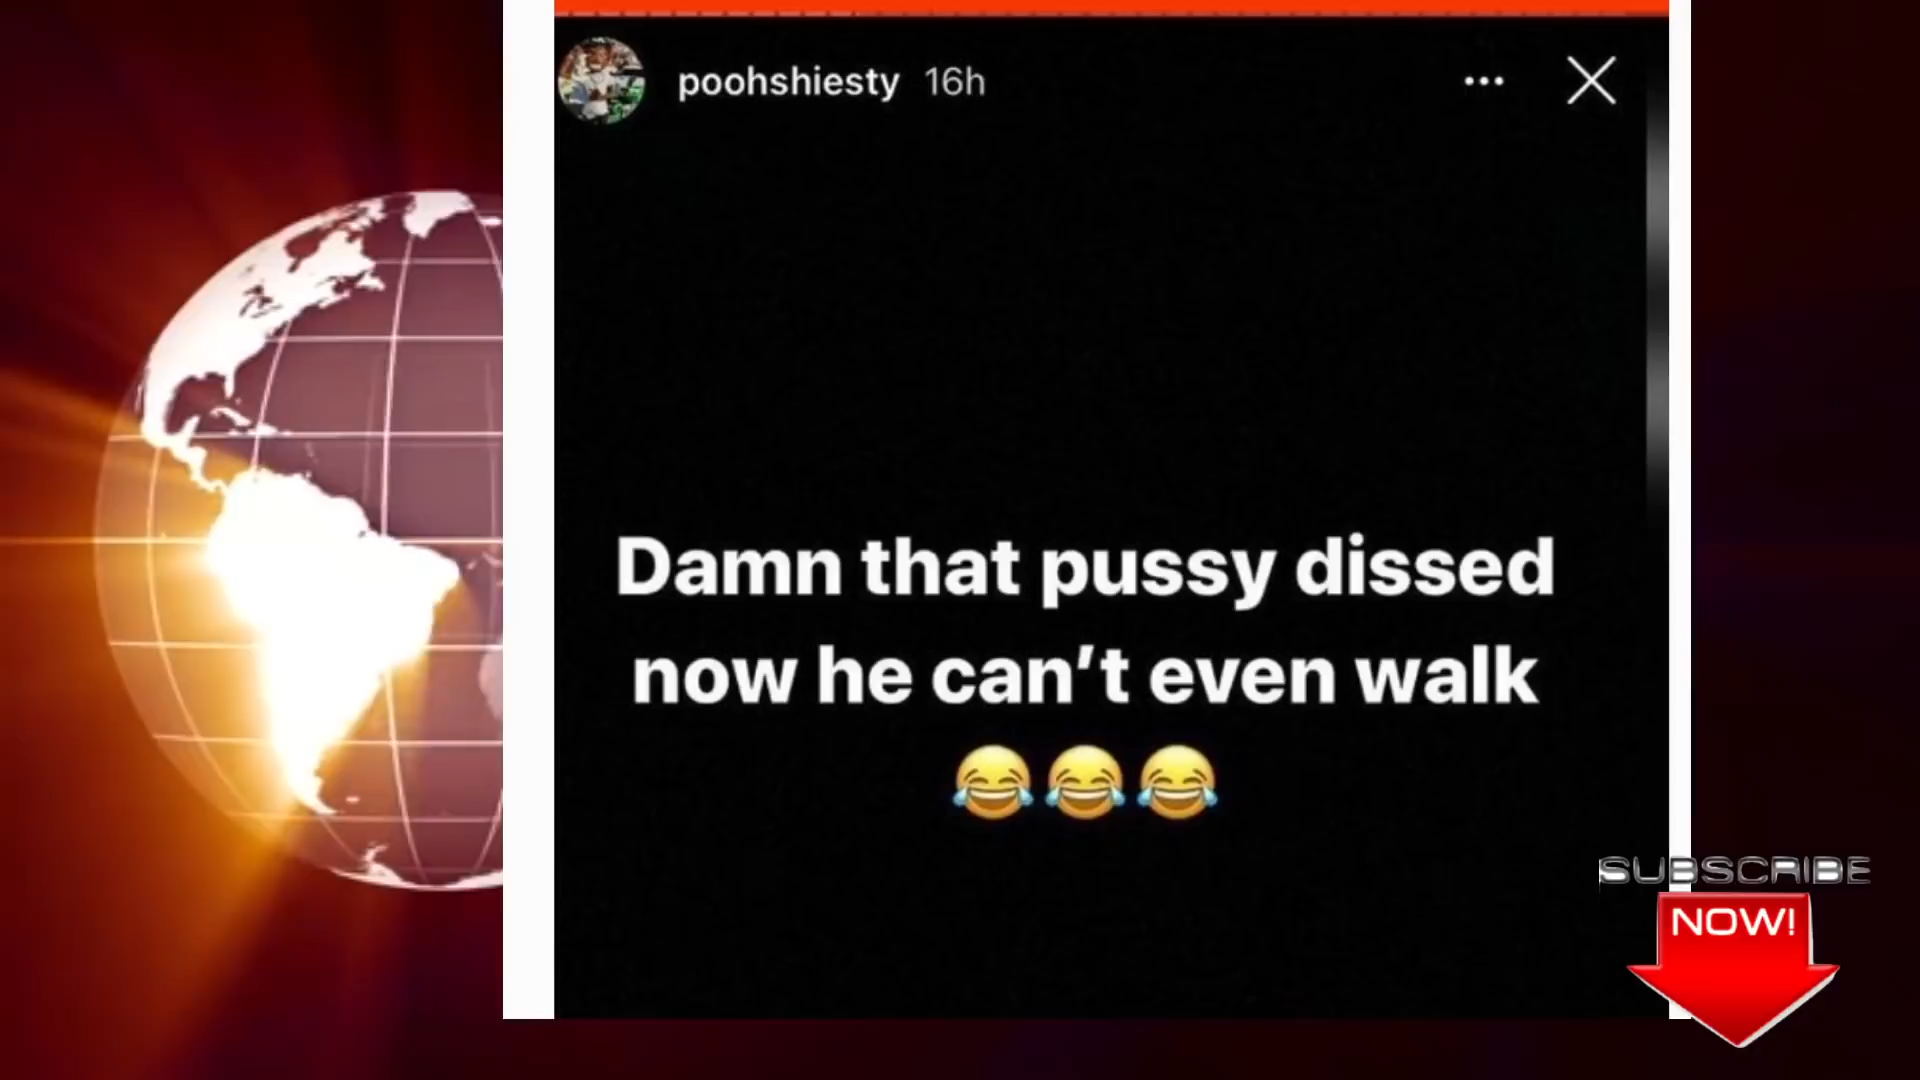 poohshiesty 16h
Damn that pussy dissed
now he can't even walk
😂😂😂
SUBSCRIBE
NOW!